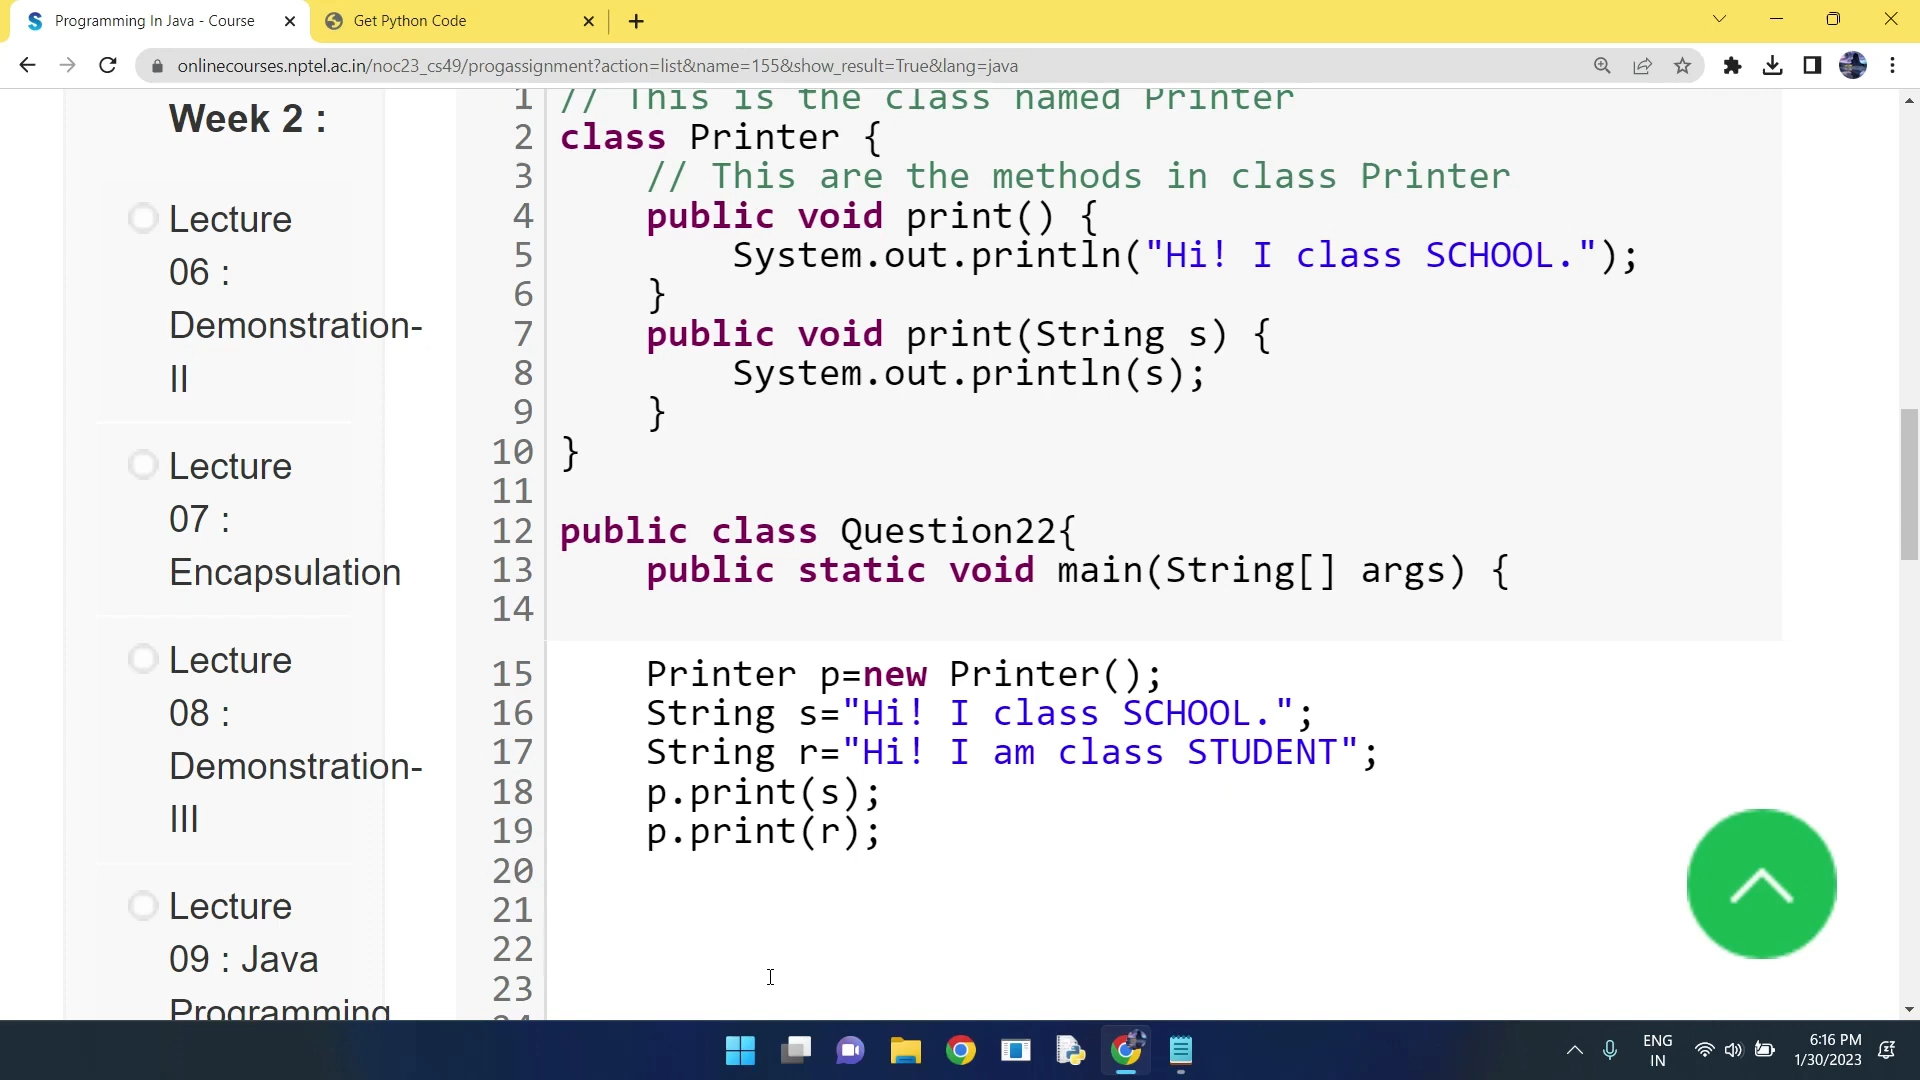 Programming In Java - Course
Get Python Code
onlinecourses.nptel.ac.in/noc23_cs49/progassignment?action=list&name=155&show_result=True&lang=java
Week 2 :
Lecture
06 :
Demonstration-
II
Lecture
07 :
Encapsulation
Lecture
08 :
Demonstration-
III
Lecture
09 : Java
Programming
1 // This is the class named Printer
2 class Printer {
3 // This are the methods in class Printer
4 public void print() {
5 System.out.println("Hi! I class SCHOOL.");
6 }
7 public void print(String s) {
8 System.out.println(s);
9 }
10 }
11
12 public class Question22{
13 public static void main(String[] args) {
14
15 Printer p=new Printer();
16 String s="Hi! I class SCHOOL.";
17 String r="Hi! I am class STUDENT";
18 p.print(s);
19 p.print(r);
20
21
22
23
24
ENG
IN
6:16 PM
1/30/2023